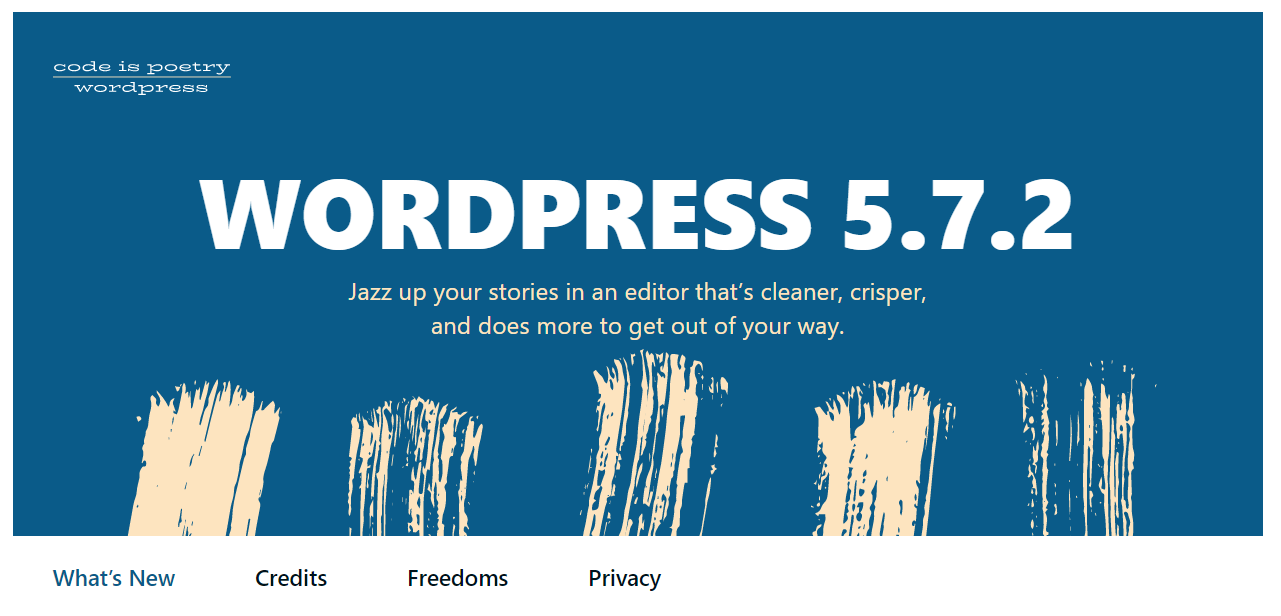 code is poetry
wordpress
WORDPRESS 5.7.2
Jazz up your stories in an editor that’s cleaner, crisper,
and does more to get out of your way.
What’s New Credits Freedoms Privacy